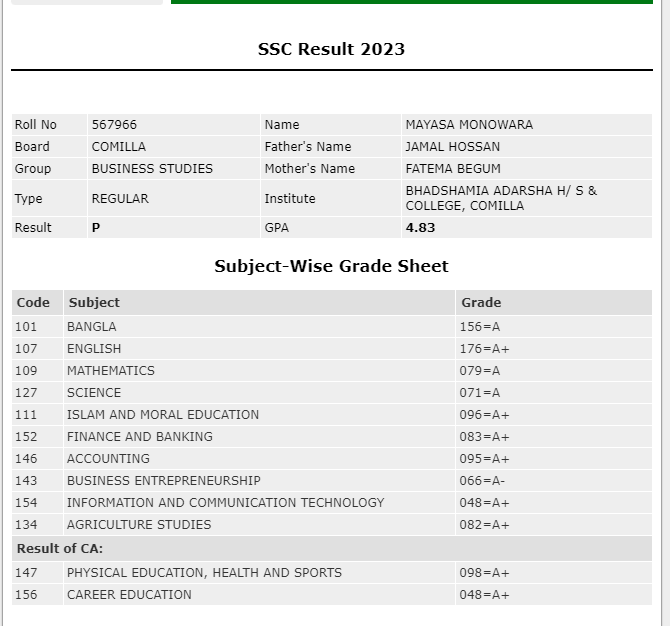 SSC Result 2023
Roll No 567966 Name MAYASA MONOWARA
Board COMILLA Father's Name JAMAL HOSSAN
Group BUSINESS STUDIES Mother's Name FATEMA BEGUM
Type REGULAR Institute BHADSHAMIA ADARSHA H/ S &
COLLEGE, COMILLA
Result P GPA 4.83
Subject-Wise Grade Sheet
Code Subject Grade
101 BANGLA 156=A
107 ENGLISH 176=A+
109 MATHEMATICS 079=A
127 SCIENCE 071=A
111 ISLAM AND MORAL EDUCATION 096=A+
152 FINANCE AND BANKING 083=A+
146 ACCOUNTING 095=A+
143 BUSINESS ENTREPRENEURSHIP 066=A-
154 INFORMATION AND COMMUNICATION TECHNOLOGY 048=A+
134 AGRICULTURE STUDIES 082=A+
Result of CA:
147 PHYSICAL EDUCATION, HEALTH AND SPORTS 098=A+
156 CAREER EDUCATION 048=A+